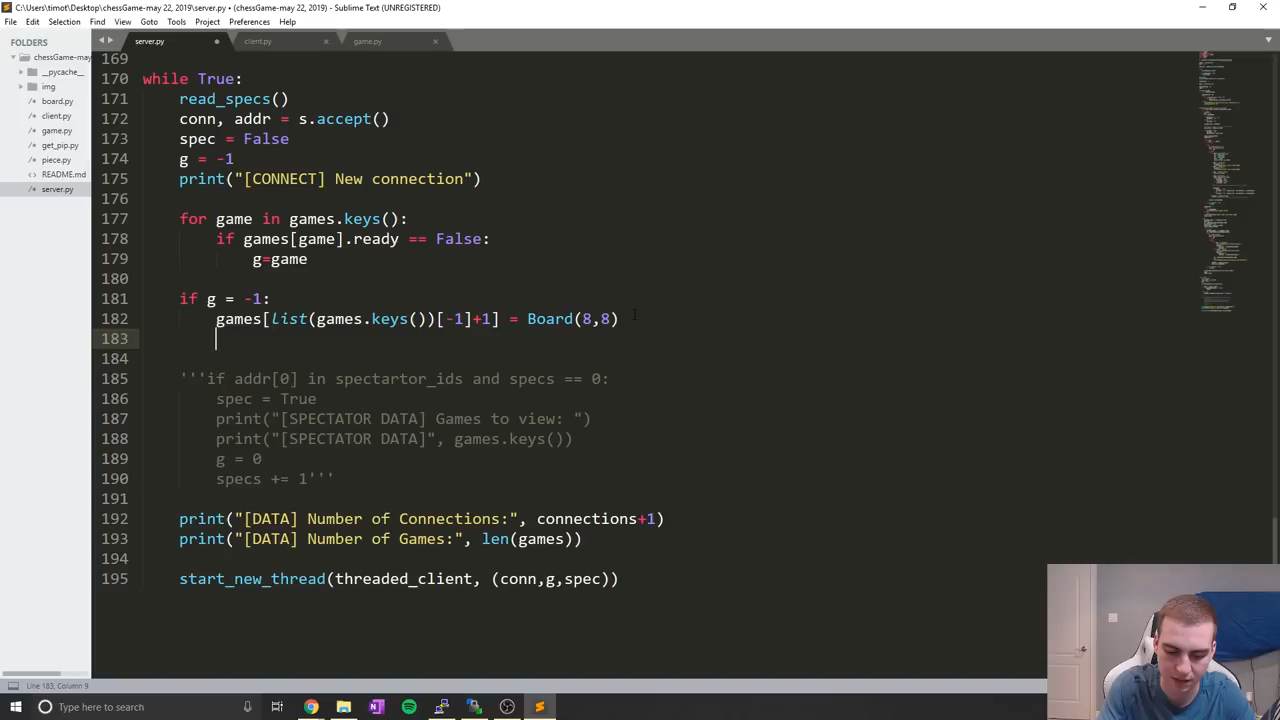 C:\Users\timot\Desktop\chessGame-may 22, 2019\server.py • (chessGame-may 22, 2019) - Sublime Text (UNREGISTERED)
File Edit Selection Find View Goto Tools Project Preferences Help
FOLDERS
chessGame-may
__pycache__
img
board.py
client.py
game.py
get_pip.py
piece.py
README.md
server.py
server.py client.py game.py
169
170 while True:
171 read_specs()
172 conn, addr = s.accept()
173 spec = False
174 g = -1
175 print("[CONNECT] New connection")
176
177 for game in games.keys():
178 if games[game].ready == False:
179 g=game
180
181 if g = -1:
182 games[list(games.keys())[-1]+1] = Board(8,8)
183
184
185 '''if addr[0] in spectartor_ids and specs == 0:
186 spec = True
187 print("[SPECTATOR DATA] Games to view: ")
188 print("[SPECTATOR DATA]", games.keys())
189 g = 0
190 specs += 1'''
191
192 print("[DATA] Number of Connections:", connections+1)
193 print("[DATA] Number of Games:", len(games))
194
195 start_new_thread(threaded_client, (conn,g,spec))
Line 183, Column 9
Type here to search